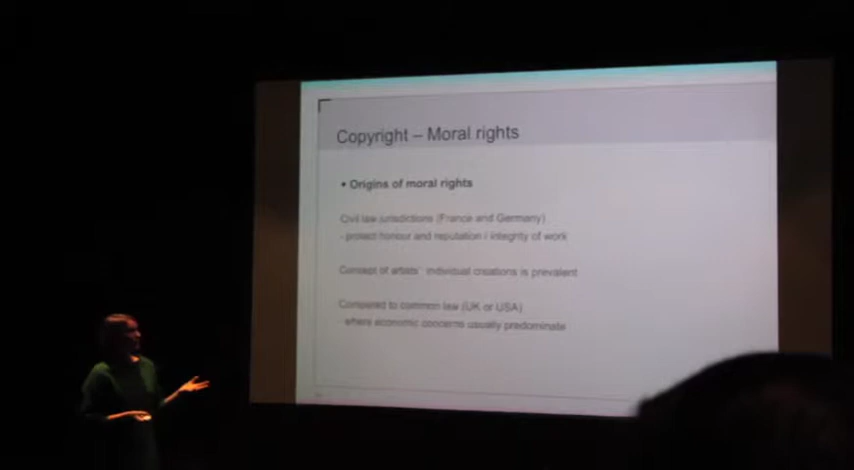 Copyright – Moral rights
• Origins of moral rights
Civil law jurisdictions (France and Germany)
- protect honour and reputation / integrity of work
Concept of artists' individual creations is prevalent
Compared to common law (UK or USA)
- where economic concerns usually predominate